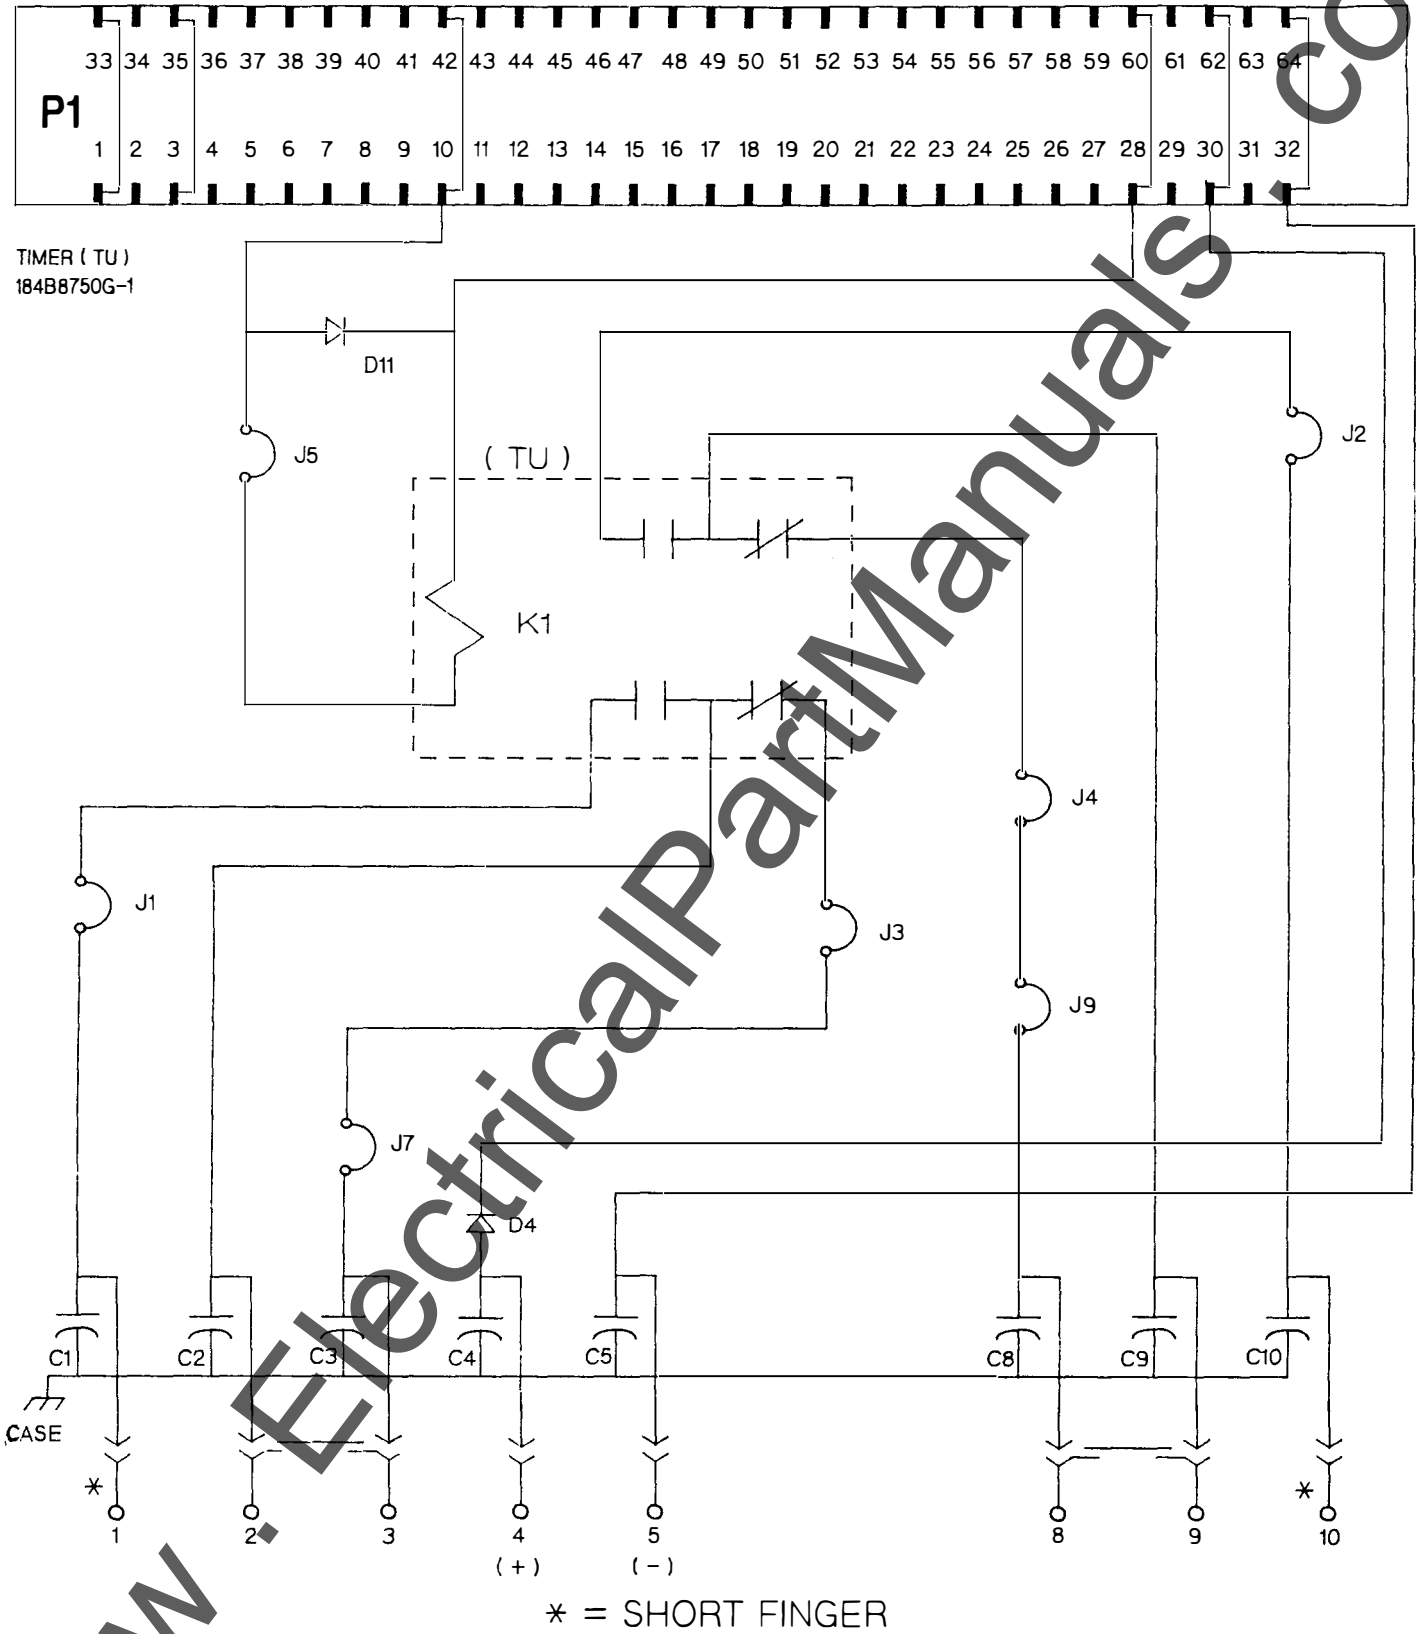 33 34 35 36 37 38 39 40 41 42 43 44 45 46 47 48 49 50 51 52 53 54 55 56 57 58 59 60 61 62 63 64
P1
1 2 3 4 5 6 7 8 9 10 11 12 13 14 15 16 17 18 19 20 21 22 23 24 25 26 27 28 29 30 31 32
TIMER ( TU )
184B8750G-1
D11
J5
( TU )
J2
K1
J4
J1
J3
J9
J7
D4
C1 C2 C3 C4 C5 C8 C9 C10
CASE
* *
1 2 3 4 5 8 9 10
( + ) ( - )
* = SHORT FINGER
www.ElectricalPartManuals.com